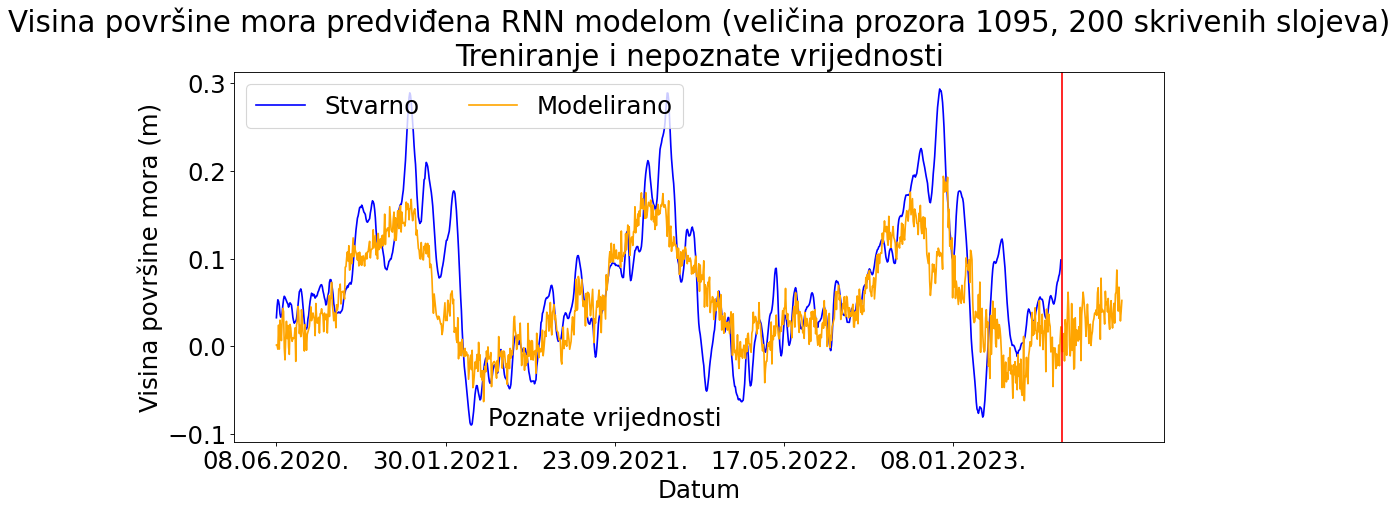 Visina površine mora predviđena RNN modelom (veličina prozora 1095, 200 skrivenih slojeva)
Treniranje i nepoznate vrijednosti
Stvarno
Modelirano
Visina površine mora (m)
0.3
0.2
0.1
0.0
−0.1
Poznate vrijednosti
08.06.2020.
30.01.2021.
23.09.2021.
17.05.2022.
08.01.2023.
Datum